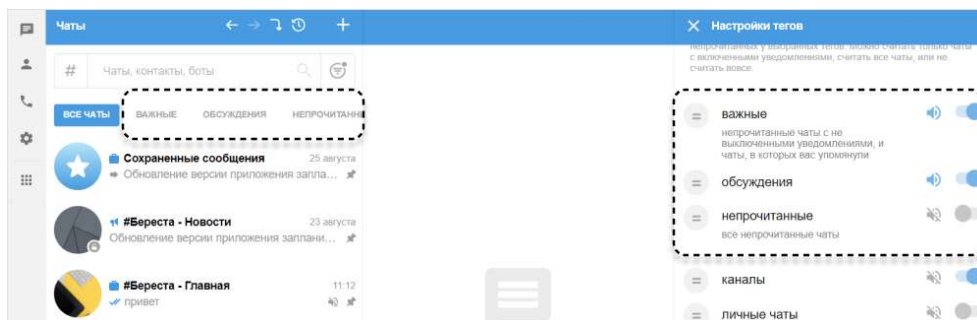 Чаты
Настройки тегов
непрочитанных у выбранных тегов. Можно считать только чаты
с включенными уведомлениями, считать все чаты, или не
считать вовсе.
# Чаты, контакты, боты
ВСЕ ЧАТЫ ВАЖНЫЕ ОБСУЖДЕНИЯ НЕПРОЧИТАНН
Сохраненные сообщения 25 августа
Обновление версии приложения запла...
#Береста - Новости 23 августа
Обновление версии приложения заплани...
#Береста - Главная 11:12
привет
важные
непрочитанные чаты с не
выключенными уведомлениями, и
чаты, в которых вас упомянули
обсуждения
непрочитанные
все непрочитанные чаты
каналы
личные чаты